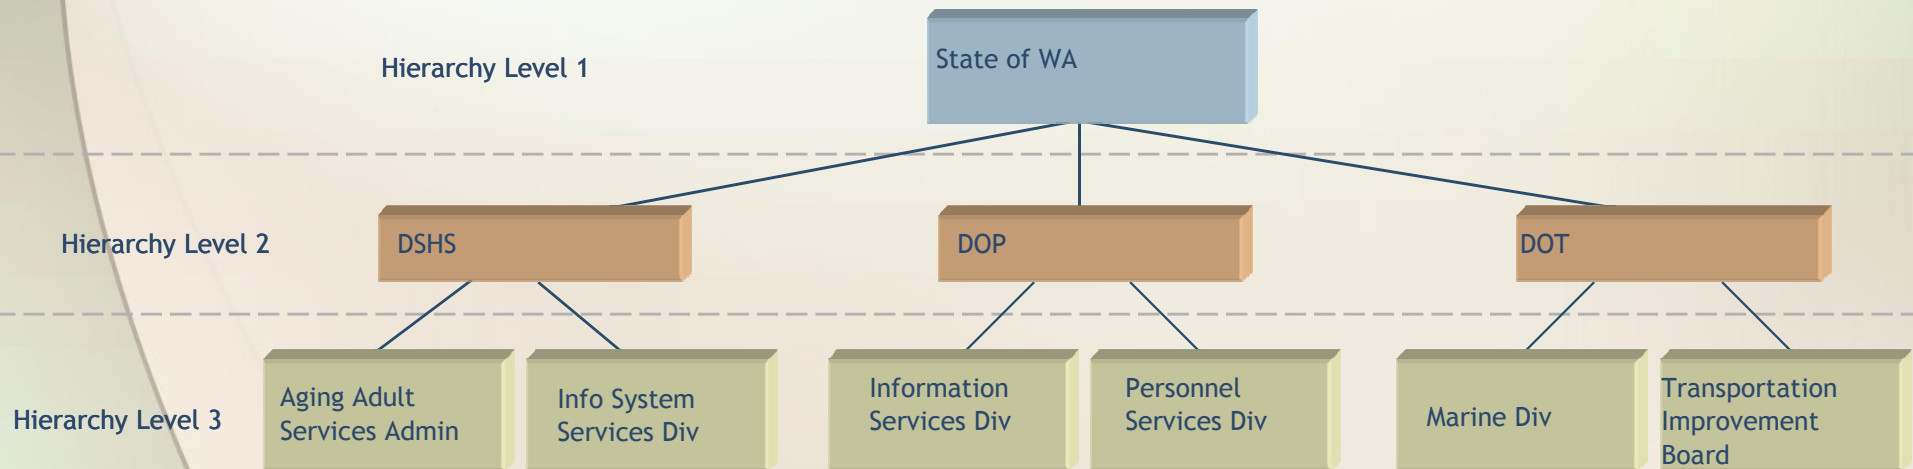 Hierarchy Level 1
State of WA
Hierarchy Level 2
DSHS
DOP
DOT
Hierarchy Level 3
Aging Adult
Services Admin
Info System
Services Div
Information
Services Div
Personnel
Services Div
Marine Div
Transportation
Improvement
Board